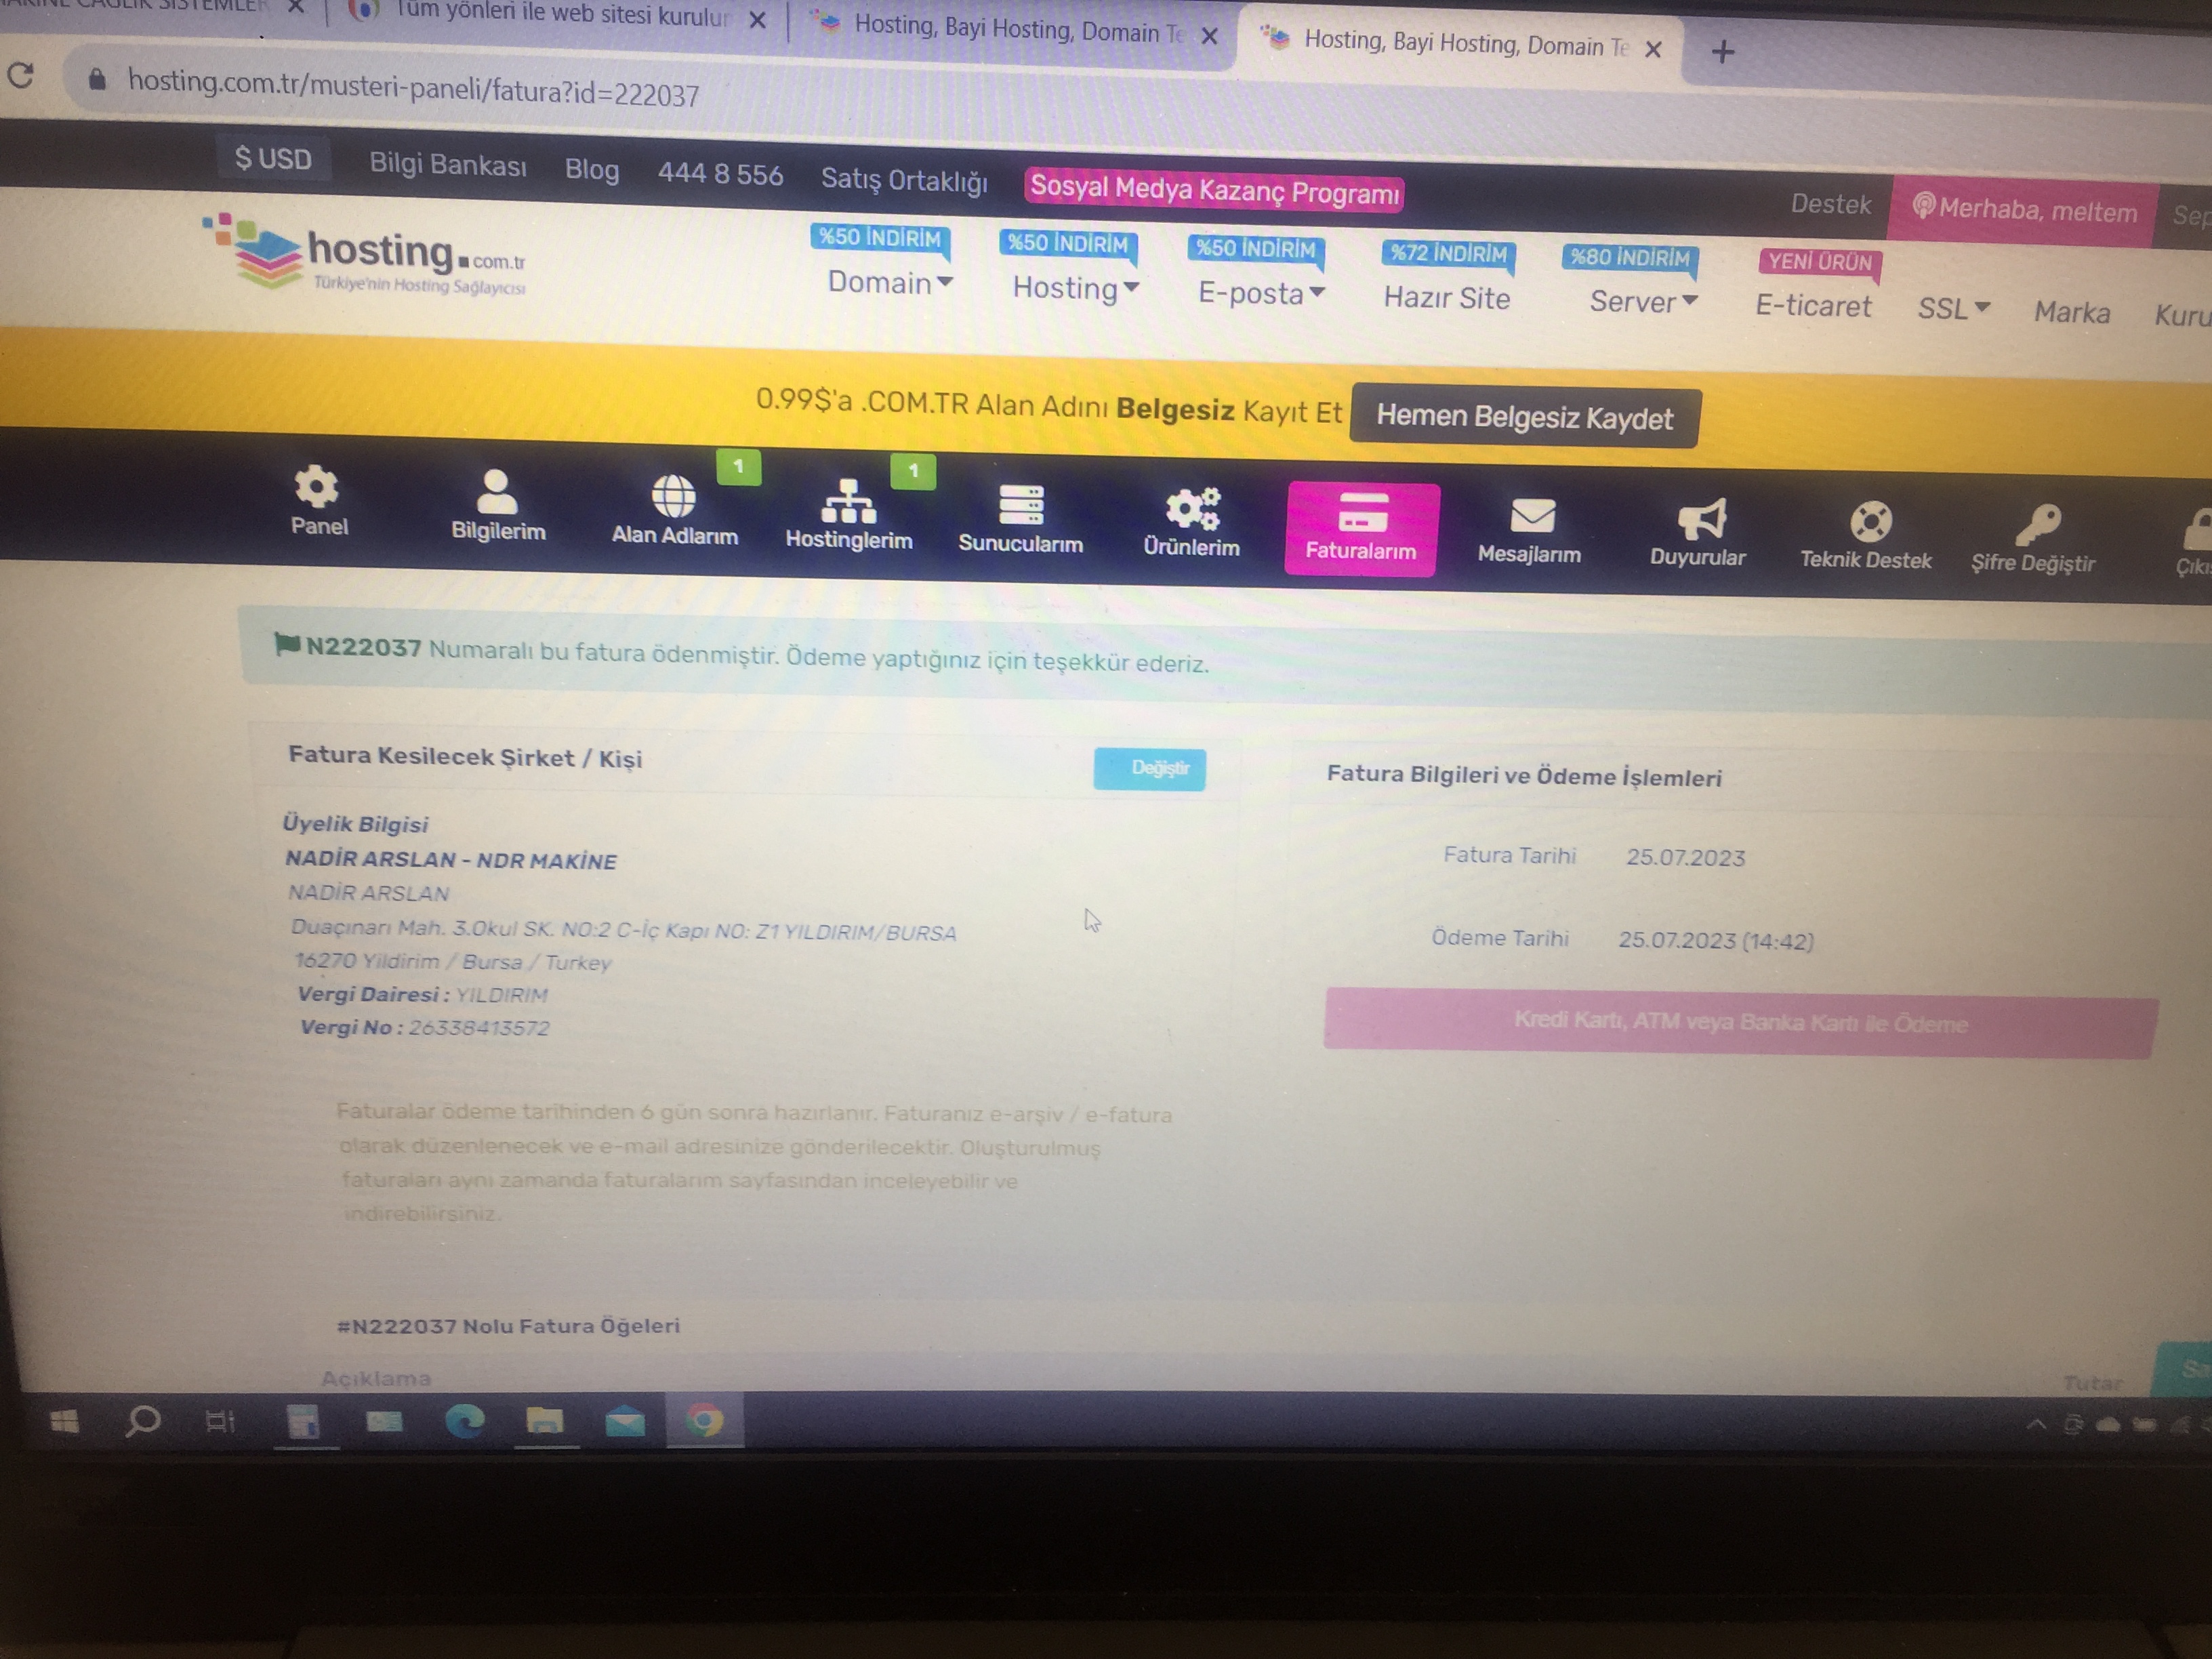 Tüm yönleri ile web sitesi kurulur
Hosting, Bayi Hosting, Domain Te
Hosting, Bayi Hosting, Domain Te
hosting.com.tr/musteri-paneli/fatura?id=222037
$ USD Bilgi Bankası Blog 444 8 556 Satış Ortaklığı Sosyal Medya Kazanç Programı Destek Merhaba, meltem Sep
hosting.com.tr
Türkiye'nin Hosting Sağlayıcısı
%50 İNDİRİM %50 İNDİRİM %50 İNDİRİM %72 İNDİRİM %80 İNDİRİM YENİ ÜRÜN
Domain Hosting E-posta Hazır Site Server E-ticaret SSL Marka Kuru
0.99$'a .COM.TR Alan Adını Belgesiz Kayıt Et Hemen Belgesiz Kaydet
1 1
Panel Bilgilerim Alan Adlarım Hostinglerim Sunucularım Ürünlerim Faturalarım Mesajlarım Duyurular Teknik Destek Şifre Değiştir Çıkı
N222037 Numaralı bu fatura ödenmiştir. Ödeme yaptığınız için teşekkür ederiz.
Fatura Kesilecek Şirket / Kişi Değiştir
Üyelik Bilgisi
NADİR ARSLAN - NDR MAKİNE
NADİR ARSLAN
Duaçınarı Mah. 3.Okul SK. NO:2 C-İç Kapı NO: Z1 YILDIRIM/BURSA
16270 Yildirim / Bursa / Turkey
Vergi Dairesi : YILDIRIM
Vergi No : 26338413572
Faturalar ödeme tarihinden 6 gün sonra hazırlanır. Faturanız e-arşiv / e-fatura
olarak düzenlenecek ve e-mail adresinize gönderilecektir. Oluşturulmuş
faturaları aynı zamanda faturalarım sayfasından inceleyebilir ve
indirebilirsiniz.
Fatura Bilgileri ve Ödeme İşlemleri
Fatura Tarihi 25.07.2023
Ödeme Tarihi 25.07.2023 (14:42)
Kredi Kartı, ATM veya Banka Kartı ile Ödeme
#N222037 Nolu Fatura Öğeleri
Açıklama Tutar